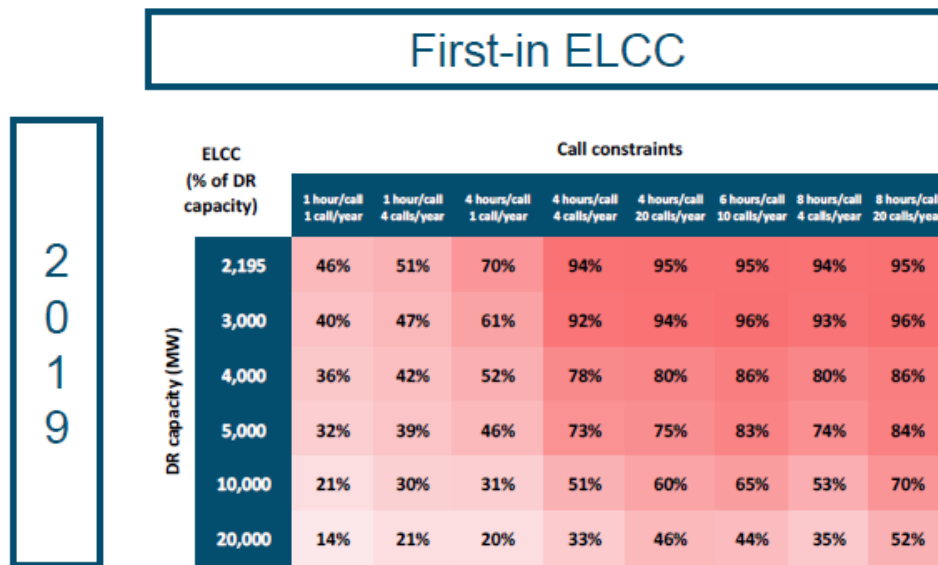 First-in ELCC
2
0
1
9
ELCC
(% of DR
capacity)
Call constraints
1 hour/call 1 hour/call 4 hours/call 4 hours/call 4 hours/call 6 hours/call 8 hours/call 8 hours/call
1 call/year 4 calls/year 1 call/year 4 calls/year 20 calls/year 10 calls/year 4 calls/year 20 calls/year
DR capacity (MW)
2,195 46% 51% 70% 94% 95% 95% 94% 95%
3,000 40% 47% 61% 92% 94% 96% 93% 96%
4,000 36% 42% 52% 78% 80% 86% 80% 86%
5,000 32% 39% 46% 73% 75% 83% 74% 84%
10,000 21% 30% 31% 51% 60% 65% 53% 70%
20,000 14% 21% 20% 33% 46% 44% 35% 52%